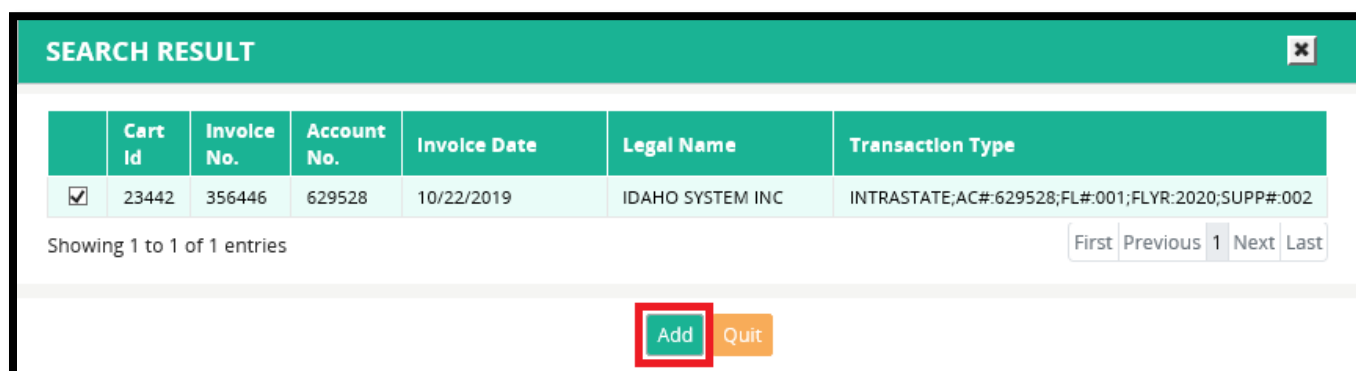 SEARCH RESULT
Cart Id Invoice No. Account No. Invoice Date Legal Name Transaction Type
23442 356446 629528 10/22/2019 IDAHO SYSTEM INC INTRASTATE;AC#:629528;FL#:001;FLYR:2020;SUPP#:002
Showing 1 to 1 of 1 entries First Previous 1 Next Last
Add Quit